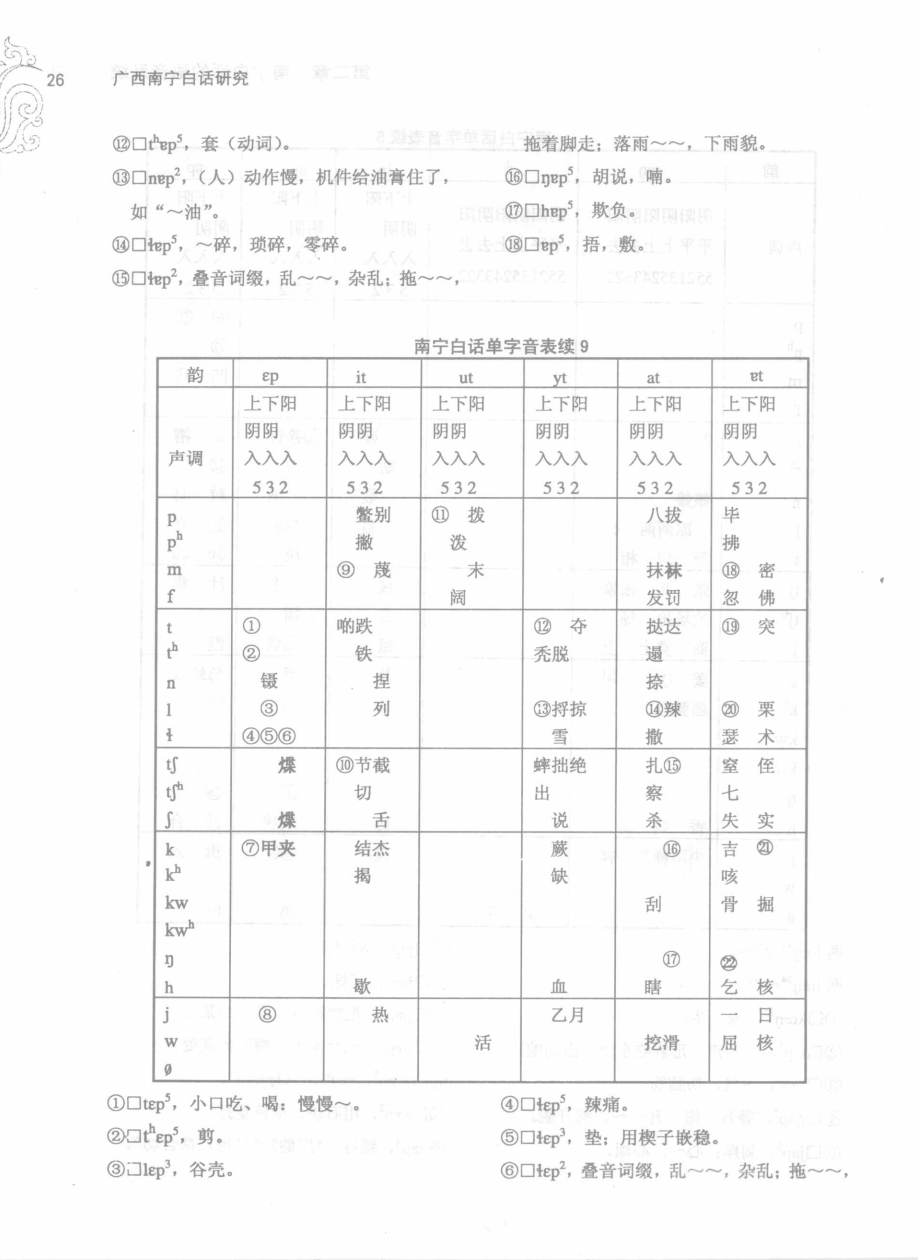 26 广西南宁白话研究
⑫□tʰɐp⁵，套（动词）。
⑬□nɐp²，（人）动作慢，机件给油膏住了，
如“～油”。
⑭□ɬɐp⁵，～碎，琐碎，零碎。
⑮□ɬɐp²，叠音词缀，乱～～，杂乱；拖～～，
拖着脚走；落雨～～，下雨貌。
⑯□ŋɐp⁵，胡说，喃。
⑰□hɐp⁵，欺负。
⑱□ɐp⁵，捂，敷。
南宁白话单字音表续9
韵 ɛp it ut yt at ɐt
上下阳 上下阳 上下阳 上下阳 上下阳 上下阳
阴阴 阴阴 阴阴 阴阴 阴阴 阴阴
声调 入入入 入入入 入入入 入入入 入入入 入入入
5 3 2 5 3 2 5 3 2 5 3 2 5 3 2 5 3 2
p 鳖别 ⑪ 拨 八拔 毕
pʰ 撇 泼 拂
m ⑨ 蔑 末 抹袜 ⑱ 密
f 阔 发罚 忽 佛
t ① 啲跌 ⑫ 夺 挞达 ⑲ 突
tʰ ② 铁 秃脱 遢
n 镊 捏 捺
l ③ 列 ⑬捋掠 ⑭辣 ⑳ 栗
ɬ ④⑤⑥ 雪 撒 瑟 术
tʃ 煠 ⑩节截 蟀拙绝 扎⑮ 窒 侄
tʃʰ 切 出 察 七
ʃ 煠 舌 说 杀 失 实
k ⑦甲夹 结杰 蕨 ⑯ 吉 ㉑
kʰ 揭 缺 咳
kw 刮 骨 掘
kwʰ
ŋ ⑰ ㉒
h 歇 血 瞎 乞 核
j ⑧ 热 乙月 一 日
w 活 挖滑 屈 核
ø
①□tɛp⁵，小口吃、喝；慢慢～。
②□tʰɛp⁵，剪。
③□lɛp³，谷壳。
④□ɬɛp⁵，辣痛。
⑤□ɬɛp³，垫；用楔子嵌稳。
⑥□ɬɛp²，叠音词缀，乱～～，杂乱；拖～～，